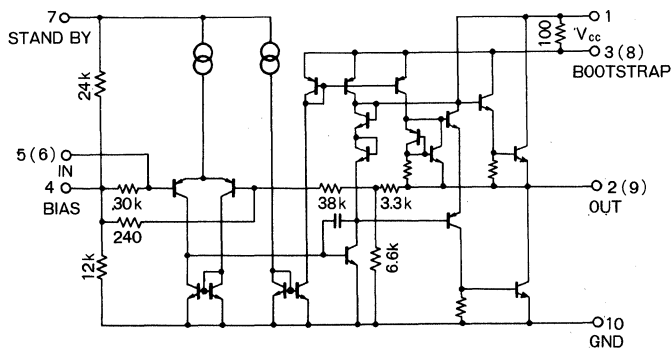 7
STAND BY
1
Vcc
100
3 (8)
BOOTSTRAP
24k
5 (6)
IN
4
BIAS
30k
240
12k
38k
3.3k
6.6k
2 (9)
OUT
10
GND